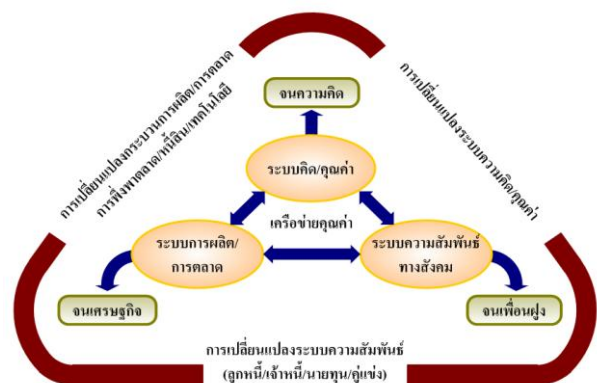 จนความคิด
ระบบคิด/คุณค่า
เครือข่ายคุณค่า
ระบบการผลิต/
การตลาด
ระบบความสัมพันธ์
ทางสังคม
จนเศรษฐกิจ
จนเพื่อนฝูง
การเปลี่ยนแปลงกระบวนการผลิต/การตลาด
การพึ่งพาตลาด/หนี้สิน/เทคโนโลยี
การเปลี่ยนแปลงระบบความคิด/คุณค่า
การเปลี่ยนแปลงระบบความสัมพันธ์
(ลูกหนี้/เจ้าหนี้/นายทุน/คู่แข่ง)